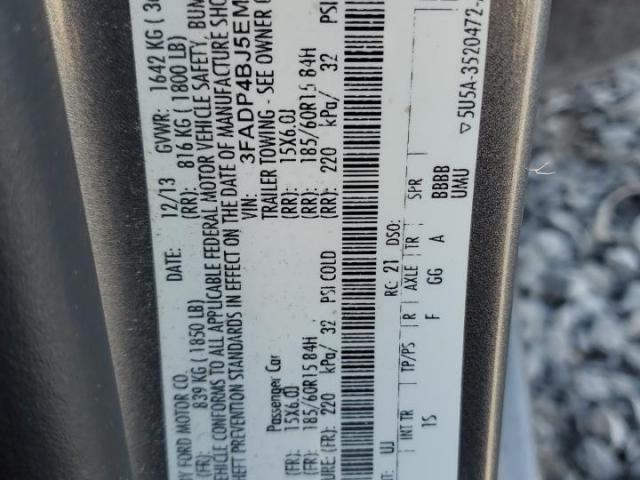 Y FORD MOTOR CO. DATE: 12/13 GVWR: 1642 KG
(FR): 839 KG (1850 LB) (RR): 816 KG (1800 LB)
VEHICLE CONFORMS TO ALL APPLICABLE FEDERAL MOTOR VEHICLE SAFETY, BUM
HEFT PREVENTION STANDARDS IN EFFECT ON THE DATE OF MANUFACTURE SHO
VIN: 3FADP4BJ5EM
Passenger Car TRAILER TOWING - SEE OWNER
(FR): 15X6.0J (RR): 15X6.0J
(FR): 185/60R15 84H (RR): 185/60R15 84H
URE: (FR): 220 kPa/ 32 PSI COLD (RR): 220 kPa/ 32 PSI
T: UJ RC: 21 DSO:
INT TR TP/PS R AXLE TR SPR
1S F GG A BBBB
UMU
▽5U5A-3520472-